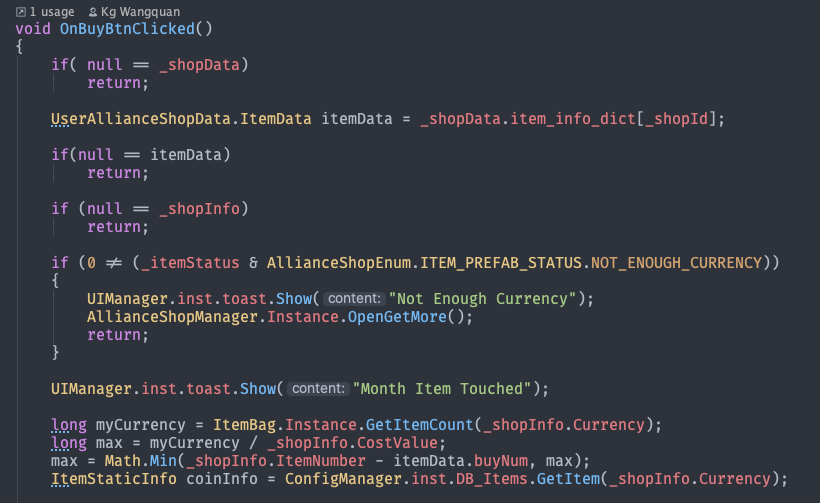 1 usage Kg Wangquan
void OnBuyBtnClicked()
{
if( null == _shopData)
return;
UserAllianceShopData.ItemData itemData = _shopData.item_info_dict[_shopId];
if(null == itemData)
return;
if (null == _shopInfo)
return;
if (0 != (_itemStatus & AllianceShopEnum.ITEM_PREFAB_STATUS.NOT_ENOUGH_CURRENCY))
{
UIManager.inst.toast.Show( content: "Not Enough Currency");
AllianceShopManager.Instance.OpenGetMore();
return;
}
UIManager.inst.toast.Show( content: "Month Item Touched");
long myCurrency = ItemBag.Instance.GetItemCount(_shopInfo.Currency);
long max = myCurrency / _shopInfo.CostValue;
max = Math.Min(_shopInfo.ItemNumber - itemData.buyNum, max);
ItemStaticInfo coinInfo = ConfigManager.inst.DB_Items.GetItem(_shopInfo.Currency);